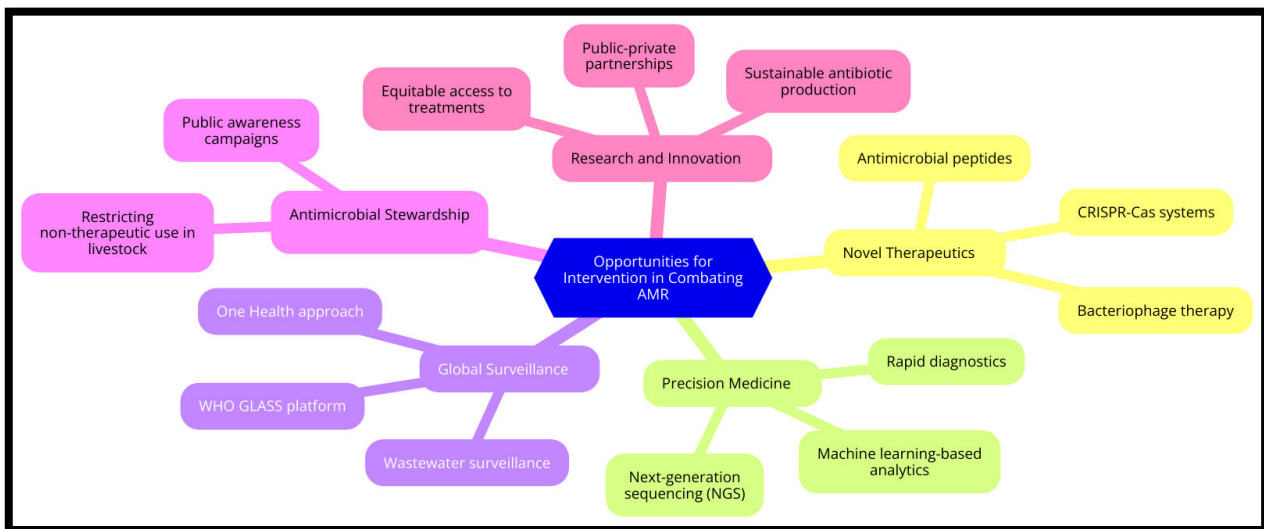 Public-private
partnerships
Sustainable antibiotic
production
Equitable access to
treatments
Research and Innovation
Public awareness
campaigns
Restricting
non-therapeutic use in
livestock
Antimicrobial Stewardship
Antimicrobial peptides
CRISPR-Cas systems
Novel Therapeutics
Bacteriophage therapy
Opportunities for
Intervention in Combating
AMR
One Health approach
Global Surveillance
WHO GLASS platform
Wastewater surveillance
Precision Medicine
Rapid diagnostics
Machine learning-based
analytics
Next-generation
sequencing (NGS)